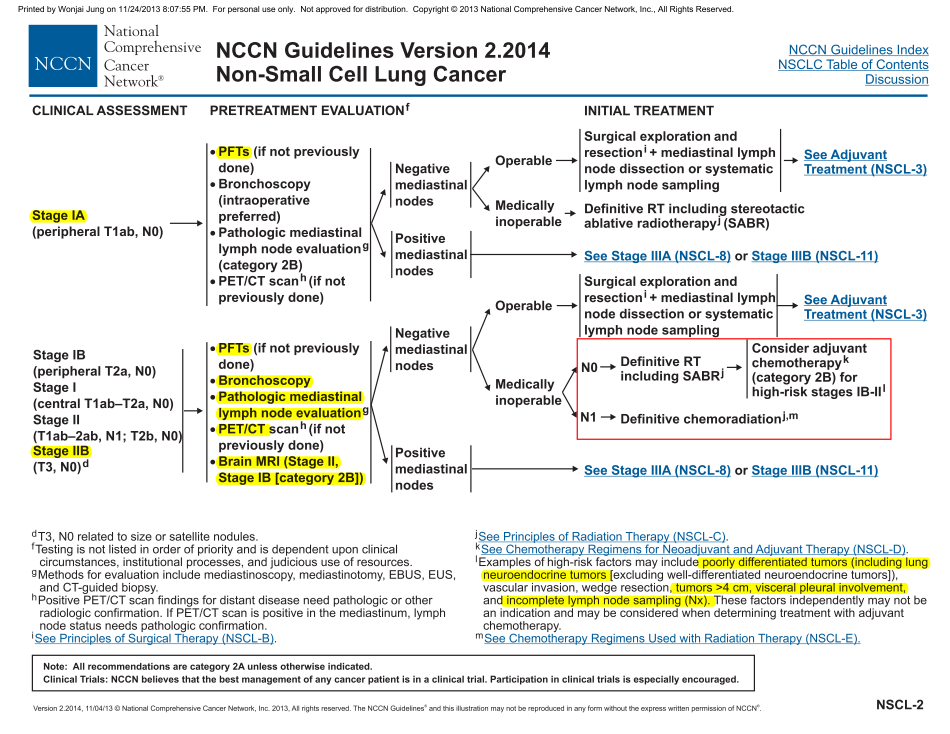 Printed by Wonjai Jung on 11/24/2013 8:07:55 PM.  For personal use only.  Not approved for distribution.  Copyright © 2013 National Comprehensive Cancer Network, Inc., All Rights Reserved.
NCCN
National
Comprehensive
Cancer
Network®
NCCN Guidelines Version 2.2014
Non-Small Cell Lung Cancer
NCCN Guidelines Index
NSCLC Table of Contents
Discussion
CLINICAL ASSESSMENT
PRETREATMENT EVALUATIONf
INITIAL TREATMENT
Stage IA
(peripheral T1ab, N0)
• PFTs (if not previously
done)
• Bronchoscopy
(intraoperative
preferred)
• Pathologic mediastinal
lymph node evaluationg
(category 2B)
• PET/CT scanh (if not
previously done)
Negative
mediastinal
nodes
Positive
mediastinal
nodes
Operable
Medically
inoperable
Surgical exploration and
resectioni + mediastinal lymph
node dissection or systematic
lymph node sampling
See Adjuvant
Treatment (NSCL-3)
Definitive RT including stereotactic
ablative radiotherapyj (SABR)
See Stage IIIA (NSCL-8) or Stage IIIB (NSCL-11)
Stage IB
(peripheral T2a, N0)
Stage I
(central T1ab–T2a, N0)
Stage II
(T1ab–2ab, N1; T2b, N0)
Stage IIB
(T3, N0)d
• PFTs (if not previously
done)
• Bronchoscopy
• Pathologic mediastinal
lymph node evaluationg
• PET/CT scanh (if not
previously done)
• Brain MRI (Stage II,
Stage IB [category 2B])
Negative
mediastinal
nodes
Positive
mediastinal
nodes
Operable
Medically
inoperable
Surgical exploration and
resectioni + mediastinal lymph
node dissection or systematic
lymph node sampling
See Adjuvant
Treatment (NSCL-3)
N0
Definitive RT
including SABRj
Consider adjuvant
chemotherapyk
(category 2B) for
high-risk stages IB-IIl
N1
Definitive chemoradiationj,m
See Stage IIIA (NSCL-8) or Stage IIIB (NSCL-11)
dT3, N0 related to size or satellite nodules.
fTesting is not listed in order of priority and is dependent upon clinical
circumstances, institutional processes, and judicious use of resources.
gMethods for evaluation include mediastinoscopy, mediastinotomy, EBUS, EUS,
and CT-guided biopsy.
hPositive PET/CT scan findings for distant disease need pathologic or other
radiologic confirmation. If PET/CT scan is positive in the mediastinum, lymph
node status needs pathologic confirmation.
iSee Principles of Surgical Therapy (NSCL-B).
jSee Principles of Radiation Therapy (NSCL-C).
kSee Chemotherapy Regimens for Neoadjuvant and Adjuvant Therapy (NSCL-D).
lExamples of high-risk factors may include poorly differentiated tumors (including lung
neuroendocrine tumors [excluding well-differentiated neuroendocrine tumors]),
vascular invasion, wedge resection, tumors >4 cm, visceral pleural involvement,
and incomplete lymph node sampling (Nx). These factors independently may not be
an indication and may be considered when determining treatment with adjuvant
chemotherapy.
mSee Chemotherapy Regimens Used with Radiation Therapy (NSCL-E).
Note:  All recommendations are category 2A unless otherwise indicated.
Clinical Trials:  NCCN believes that the best management of any cancer patient is in a clinical trial.  Participation in clinical trials is especially encouraged.
Version 2.2014, 11/04/13 © National Comprehensive Cancer Network, Inc. 2013, All rights reserved. The NCCN Guidelines® and this illustration may not be reproduced in any form without the express written permission of NCCN®.
NSCL-2